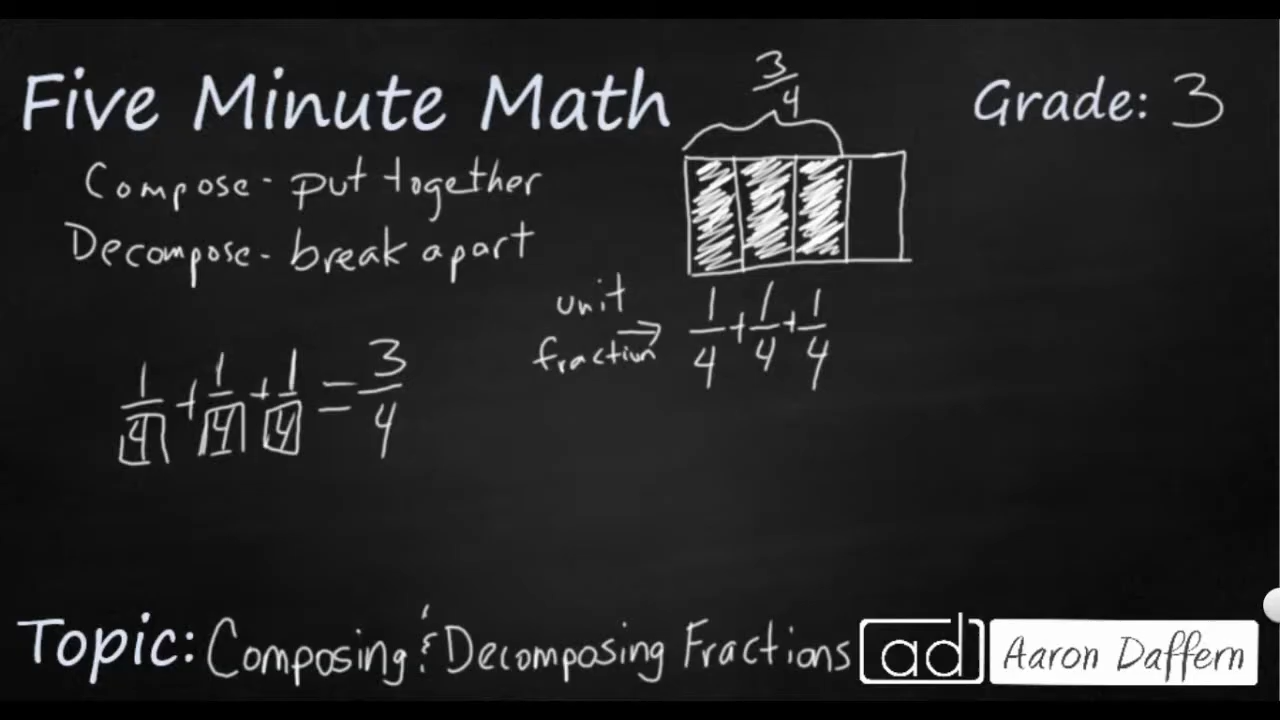 Five Minute Math
Grade: 3
3/4
Compose - put together
Decompose - break apart
unit
fraction → 1/4 + 1/4 + 1/4
1/4 + 1/4 + 1/4 = 3/4
Topic: Composing & Decomposing Fractions
ad Aaron Daffern